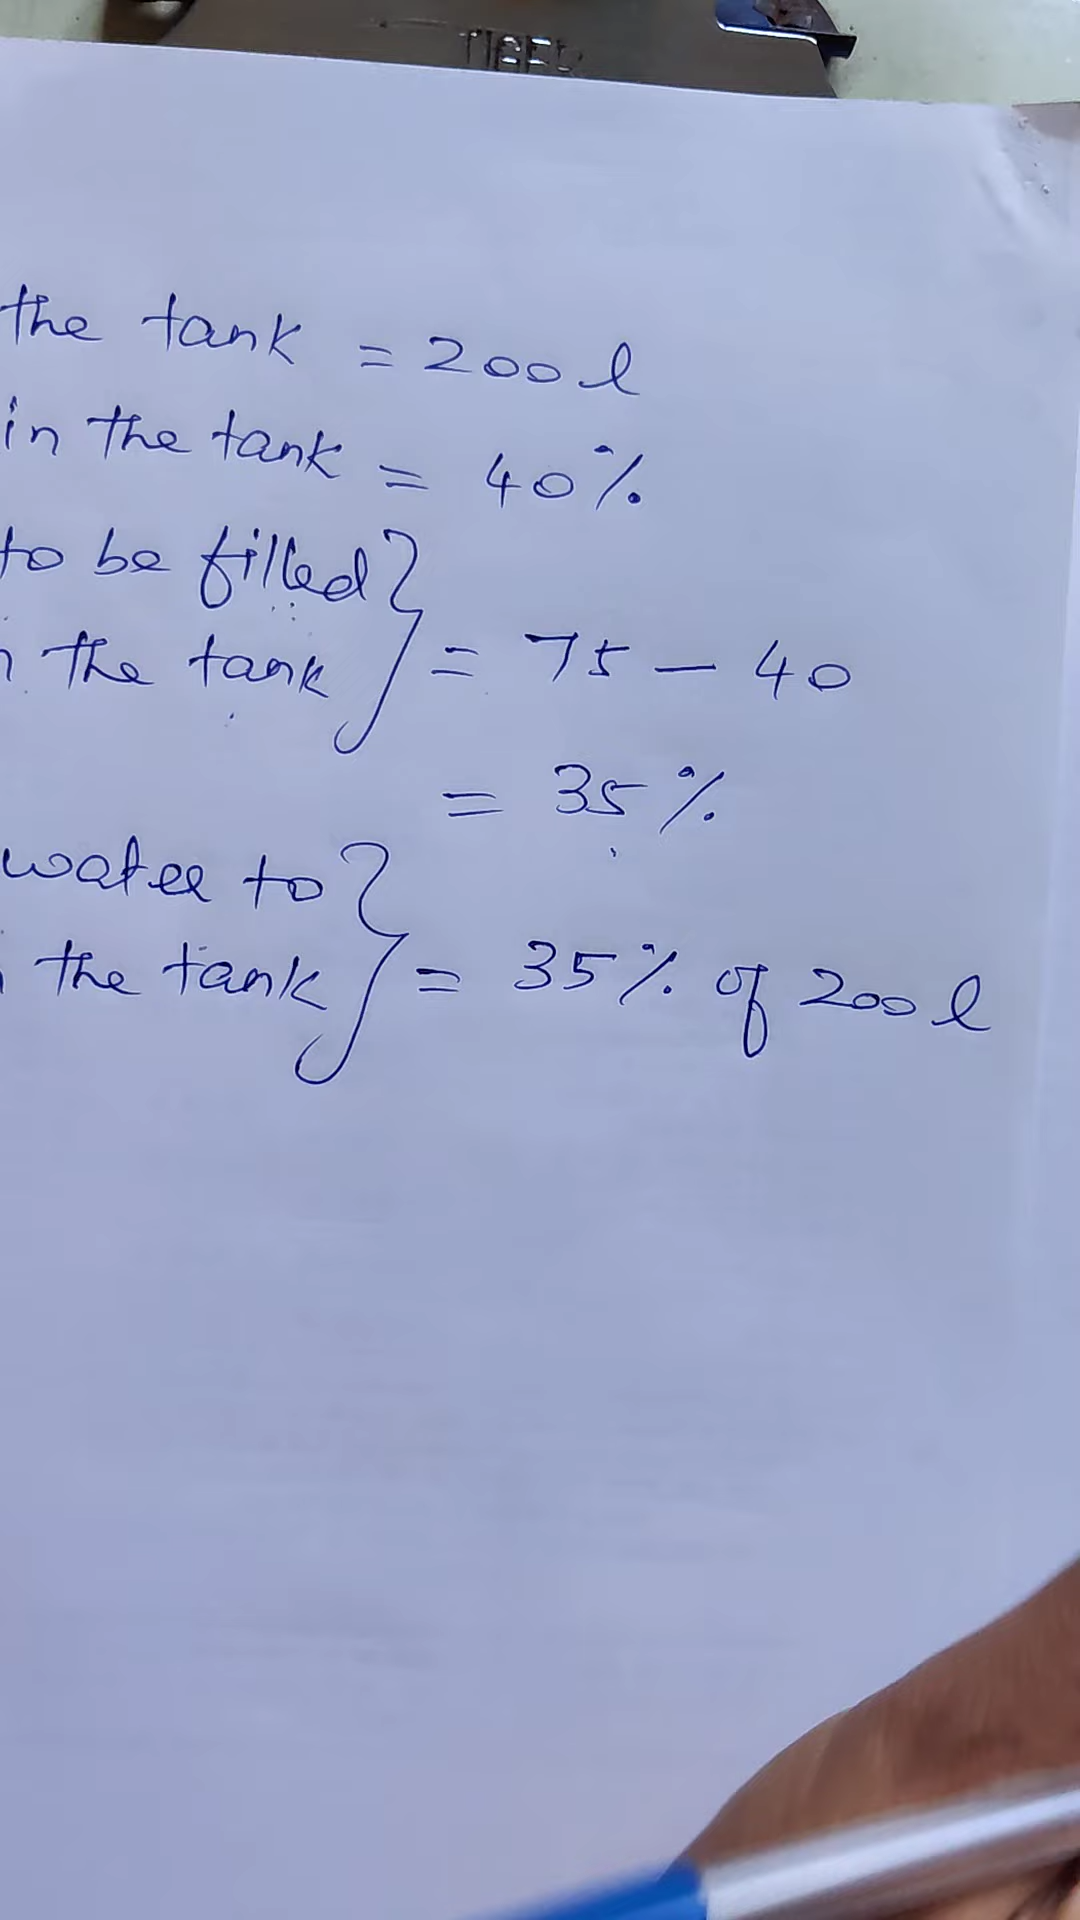 TIGER
the tank = 200 l
in the tank = 40%
to be filled
the tank } = 75 - 40
= 35%
water to
the tank } = 35% of 200 l